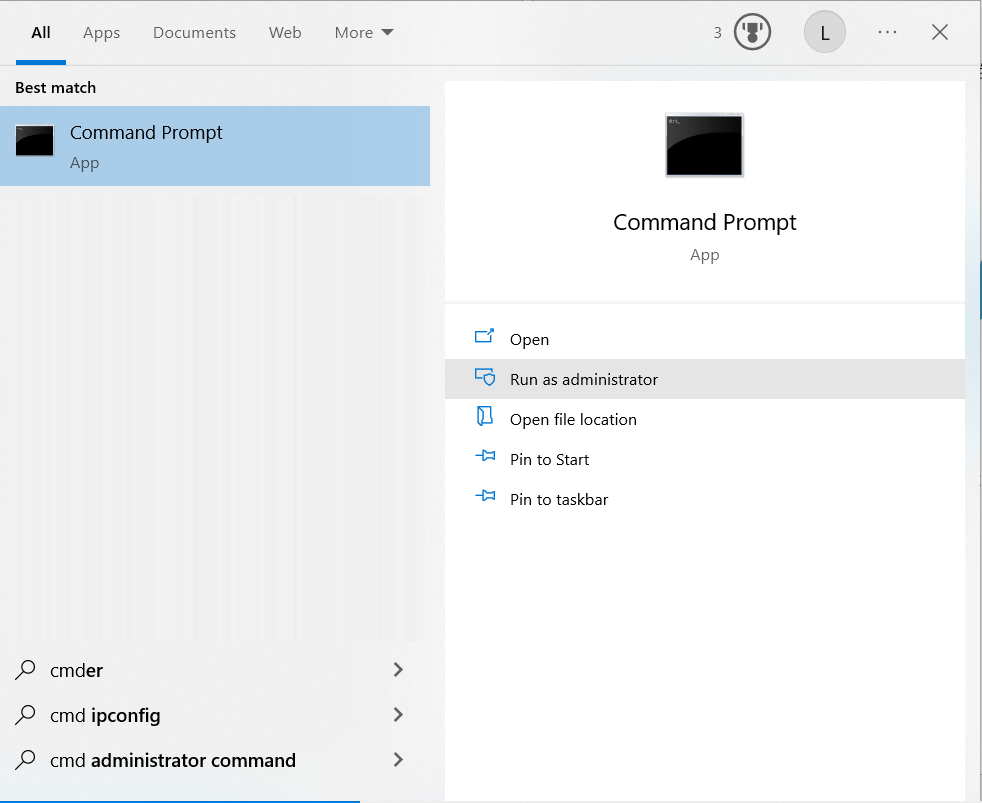 All Apps Documents Web More 3 L ...
Best match
Command Prompt
App
Command Prompt
App
Open
Run as administrator
Open file location
Pin to Start
Pin to taskbar
cmder
cmd ipconfig
cmd administrator command